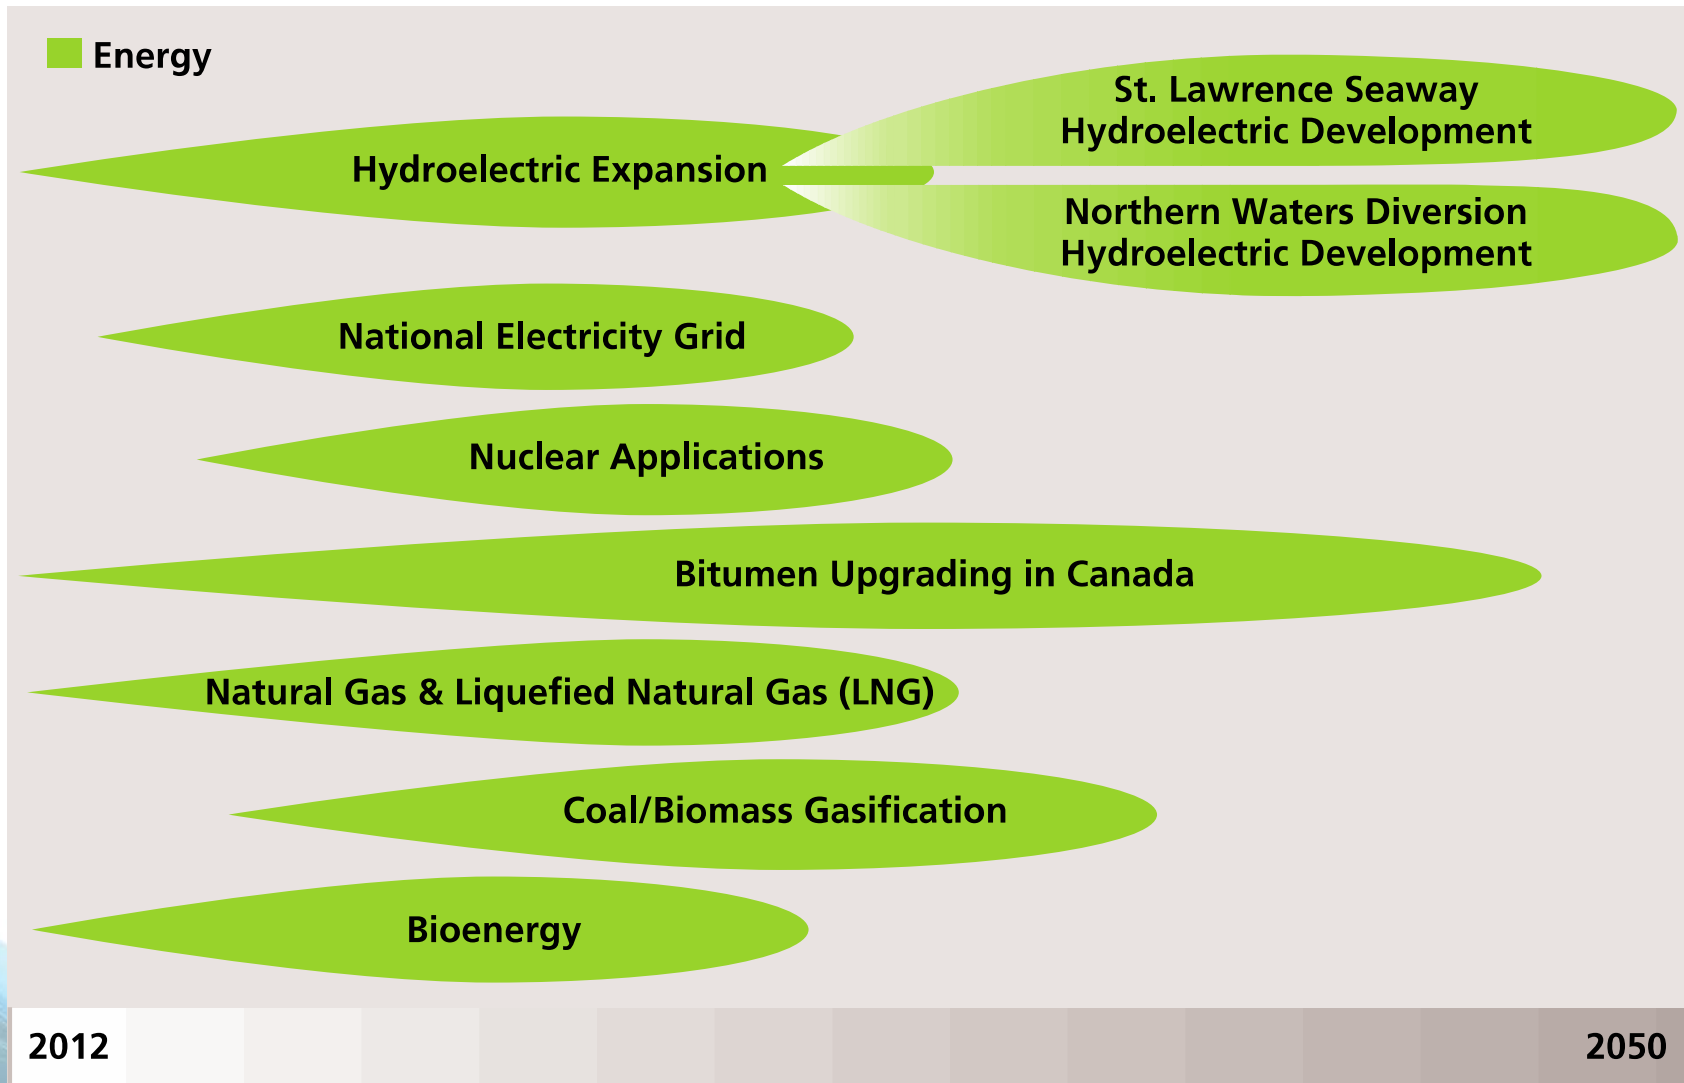 Energy
St. Lawrence Seaway
Hydroelectric Development
Hydroelectric Expansion
Northern Waters Diversion
Hydroelectric Development
National Electricity Grid
Nuclear Applications
Bitumen Upgrading in Canada
Natural Gas & Liquefied Natural Gas (LNG)
Coal/Biomass Gasification
Bioenergy
2012
2050